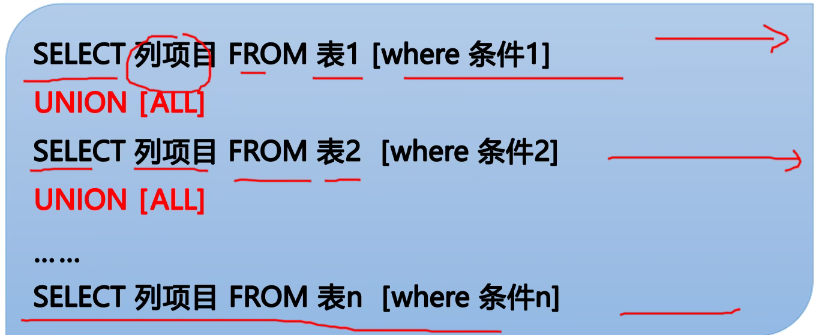 SELECT 列项目 FROM 表1 [where 条件1]
UNION [ALL]
SELECT 列项目 FROM 表2 [where 条件2]
UNION [ALL]
……
SELECT 列项目 FROM 表n [where 条件n]